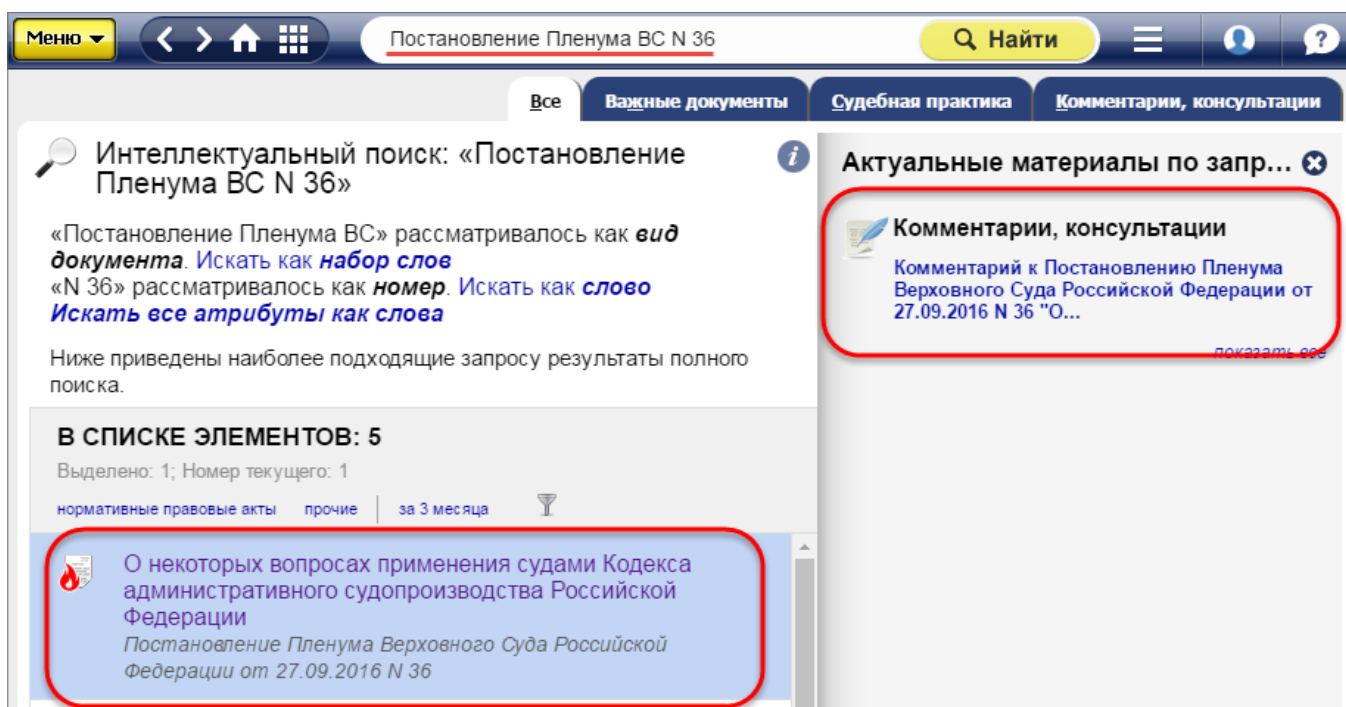 Меню
Постановление Пленума ВС N 36
Найти
?
Все
Важные документы
Судебная практика
Комментарии, консультации
Интеллектуальный поиск: «Постановление
Пленума ВС N 36»
i
«Постановление Пленума ВС» рассматривалось как вид
документа. Искать как набор слов
«N 36» рассматривалось как номер. Искать как слово
Искать все атрибуты как слова
Ниже приведены наиболее подходящие запросу результаты полного
поиска.
В СПИСКЕ ЭЛЕМЕНТОВ: 5
Выделено: 1; Номер текущего: 1
нормативные правовые акты прочие за 3 месяца
О некоторых вопросах применения судами Кодекса
административного судопроизводства Российской
Федерации
Постановление Пленума Верховного Суда Российской
Федерации от 27.09.2016 N 36
Актуальные материалы по запр...
Комментарии, консультации
Комментарий к Постановлению Пленума
Верховного Суда Российской Федерации от
27.09.2016 N 36 "О...
показать все